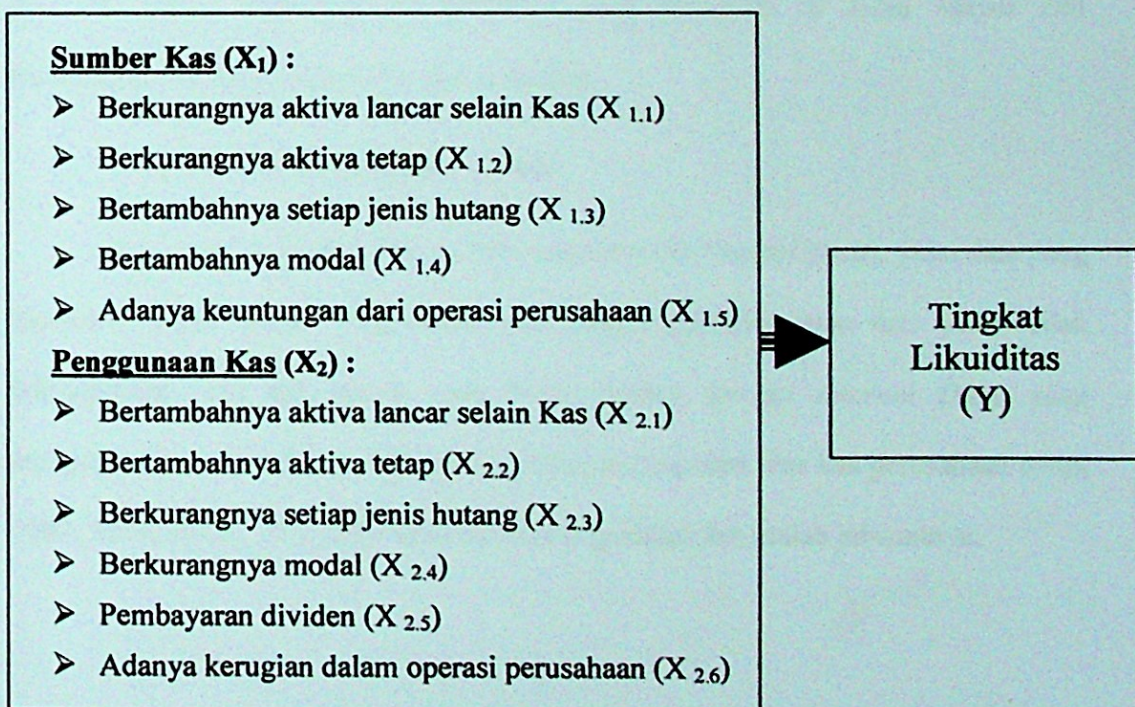 Sumber Kas (X₁) :
➤ Berkurangnya aktiva lancar selain Kas (X 1.1)
➤ Berkurangnya aktiva tetap (X 1.2)
➤ Bertambahnya setiap jenis hutang (X 1.3)
➤ Bertambahnya modal (X 1.4)
➤ Adanya keuntungan dari operasi perusahaan (X 1.5)
Penggunaan Kas (X₂) :
➤ Bertambahnya aktiva lancar selain Kas (X 2.1)
➤ Bertambahnya aktiva tetap (X 2.2)
➤ Berkurangnya setiap jenis hutang (X 2.3)
➤ Berkurangnya modal (X 2.4)
➤ Pembayaran dividen (X 2.5)
➤ Adanya kerugian dalam operasi perusahaan (X 2.6)
Tingkat
Likuiditas
(Y)